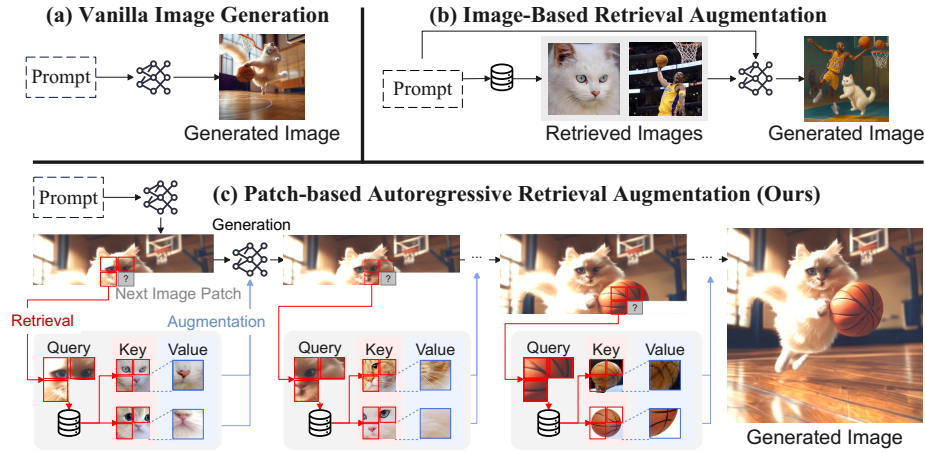 (a) Vanilla Image Generation
Prompt
Generated Image
(b) Image-Based Retrieval Augmentation
Prompt
Retrieved Images
Generated Image
(c) Patch-based Autoregressive Retrieval Augmentation (Ours)
Prompt
Generation
...
...
?
?
?
Next Image Patch
Retrieval
Augmentation
Query
Key
Value
Query
Key
Value
Query
Key
Value
Generated Image